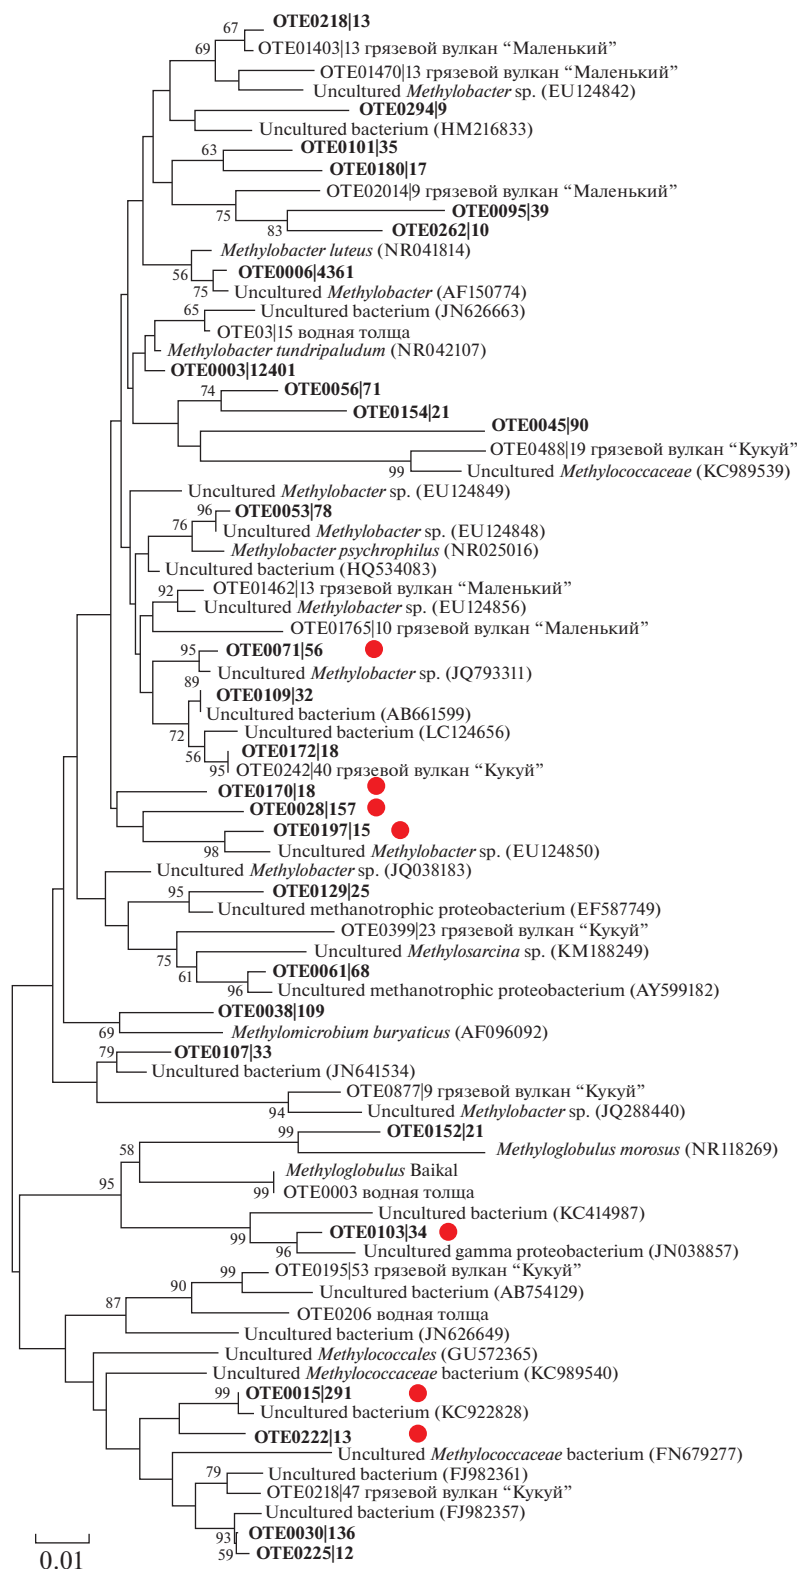 67
OTE0218|13
69
OTE01403|13 грязевой вулкан “Маленький”
OTE01470|13 грязевой вулкан “Маленький”
Uncultured Methylobacter sp. (EU124842)
OTE0294|9
Uncultured bacterium (HM216833)
63
OTE0101|35
OTE0180|17
OTE02014|9 грязевой вулкан “Маленький”
75
OTE0095|39
83
OTE0262|10
Methylobacter luteus (NR041814)
56
OTE0006|4361
75
Uncultured Methylobacter (AF150774)
65
Uncultured bacterium (JN626663)
OTE03|15 водная толща
Methylobacter tundripaludum (NR042107)
OTE0003|12401
74
OTE0056|71
OTE0154|21
OTE0045|90
OTE0488|19 грязевой вулкан “Кукуй”
99
Uncultured Methylococcaceae (KC989539)
Uncultured Methylobacter sp. (EU124849)
96
OTE0053|78
76
Uncultured Methylobacter sp. (EU124848)
Methylobacter psychrophilus (NR025016)
Uncultured bacterium (HQ534083)
92
OTE01462|13 грязевой вулкан “Маленький”
Uncultured Methylobacter sp. (EU124856)
OTE01765|10 грязевой вулкан “Маленький”
95
OTE0071|56
Uncultured Methylobacter sp. (JQ793311)
89
OTE0109|32
Uncultured bacterium (AB661599)
72
Uncultured bacterium (LC124656)
56
OTE0172|18
95
OTE0242|40 грязевой вулкан “Кукуй”
OTE0170|18
OTE0028|157
OTE0197|15
98
Uncultured Methylobacter sp. (EU124850)
Uncultured Methylobacter sp. (JQ038183)
95
OTE0129|25
Uncultured methanotrophic proteobacterium (EF587749)
OTE0399|23 грязевой вулкан “Кукуй”
75
Uncultured Methylosarcina sp. (KM188249)
61
OTE0061|68
96
Uncultured methanotrophic proteobacterium (AY599182)
OTE0038|109
69
Methylomicrobium buryaticus (AF096092)
79
OTE0107|33
Uncultured bacterium (JN641534)
OTE0877|9 грязевой вулкан “Кукуй”
94
Uncultured Methylobacter sp. (JQ288440)
99
OTE0152|21
58
Methyloglobulus morosus (NR118269)
Methyloglobulus Baikal
95
99
OTE0003 водная толща
Uncultured bacterium (KC414987)
99
OTE0103|34
96
Uncultured gamma proteobacterium (JN038857)
99
OTE0195|53 грязевой вулкан “Кукуй”
90
Uncultured bacterium (AB754129)
87
OTE0206 водная толща
Uncultured bacterium (JN626649)
Uncultured Methylococcales (GU572365)
Uncultured Methylococcaceae bacterium (KC989540)
99
OTE0015|291
Uncultured bacterium (KC922828)
OTE0222|13
Uncultured Methylococcaceae bacterium (FN679277)
79
Uncultured bacterium (FJ982361)
OTE0218|47 грязевой вулкан “Кукуй”
Uncultured bacterium (FJ982357)
93
OTE0030|136
59
OTE0225|12
0.01